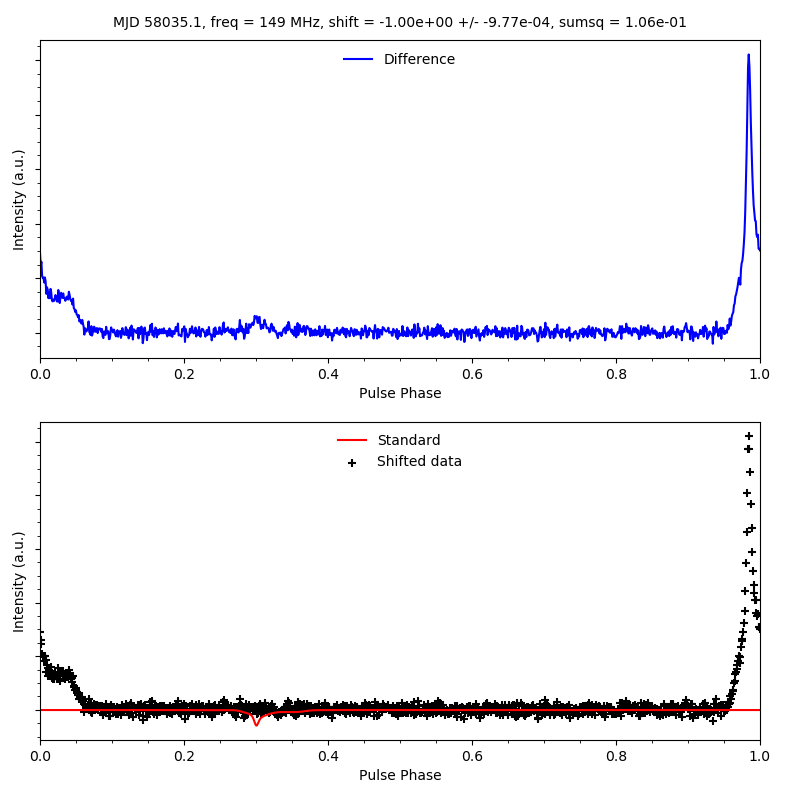 MJD 58035.1, freq = 149 MHz, shift = -1.00e+00 +/- -9.77e-04, sumsq = 1.06e-01
Difference
Intensity (a.u.)
0.0 0.2 0.4 0.6 0.8 1.0
Pulse Phase
Standard
Shifted data
Intensity (a.u.)
0.0 0.2 0.4 0.6 0.8 1.0
Pulse Phase